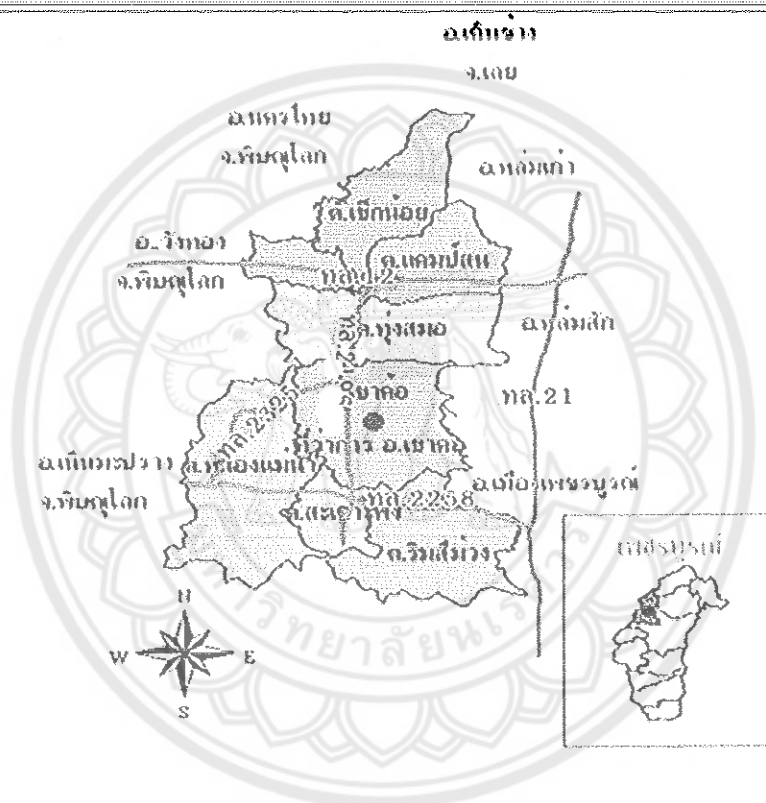 อ.ด่านซ้าย
จ.เลย
อ.นครไทย
จ.พิษณุโลก
อ.หล่มเก่า
ต.เข็กน้อย
อ.วังทอง
จ.พิษณุโลก
ต.แคมป์สน
ทล.12
ต.ทุ่งสมอ
อ.หล่มสัก
ทล.2196
ทล.21
เขาค้อ
ทล.2325
ที่ว่าการ อ.เขาค้อ
อ.เนินมะปราง
จ.พิษณุโลก
ต.หนองแม่นา
อ.เมืองเพชรบูรณ์
ทล.2258
ต.สะเดาะพง
ต.ริมสีม่วง
เพชรบูรณ์
N
W
E
S